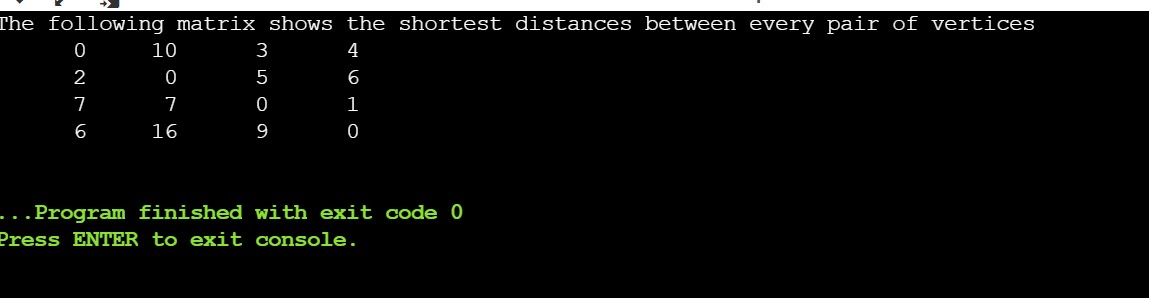 The following matrix shows the shortest distances between every pair of vertices
0 10 3 4
2 0 5 6
7 7 0 1
6 16 9 0
...Program finished with exit code 0
Press ENTER to exit console.